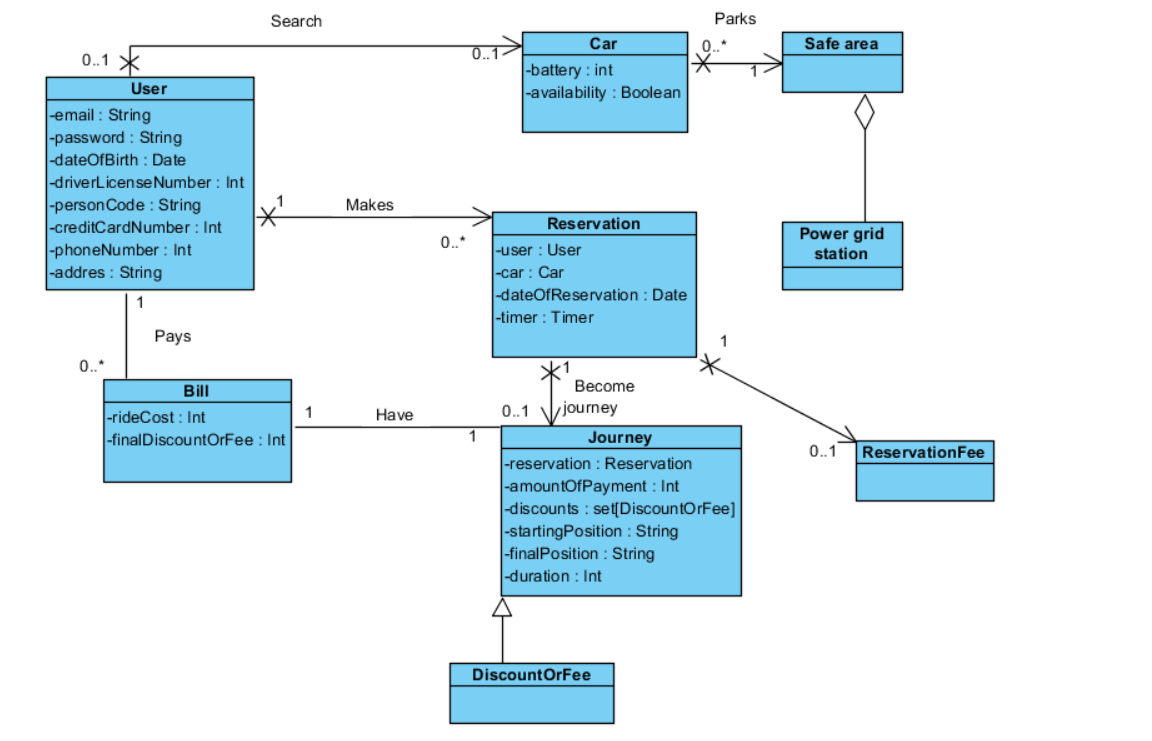 Search
Parks
0..1
0..1
Car
-battery : int
-availability : Boolean
0..*
1
Safe area
User
-email : String
-password : String
-dateOfBirth : Date
-driverLicenseNumber : Int
-personCode : String
-creditCardNumber : Int
-phoneNumber : Int
-addres : String
1
Makes
0..*
Reservation
-user : User
-car : Car
-dateOfReservation : Date
-timer : Timer
Power grid
station
1
Pays
0..*
1
Become
journey
0..1
1
0..1
ReservationFee
Bill
-rideCost : Int
-finalDiscountOrFee : Int
1
Have
1
Journey
-reservation : Reservation
-amountOfPayment : Int
-discounts : set[DiscountOrFee]
-startingPosition : String
-finalPosition : String
-duration : Int
DiscountOrFee